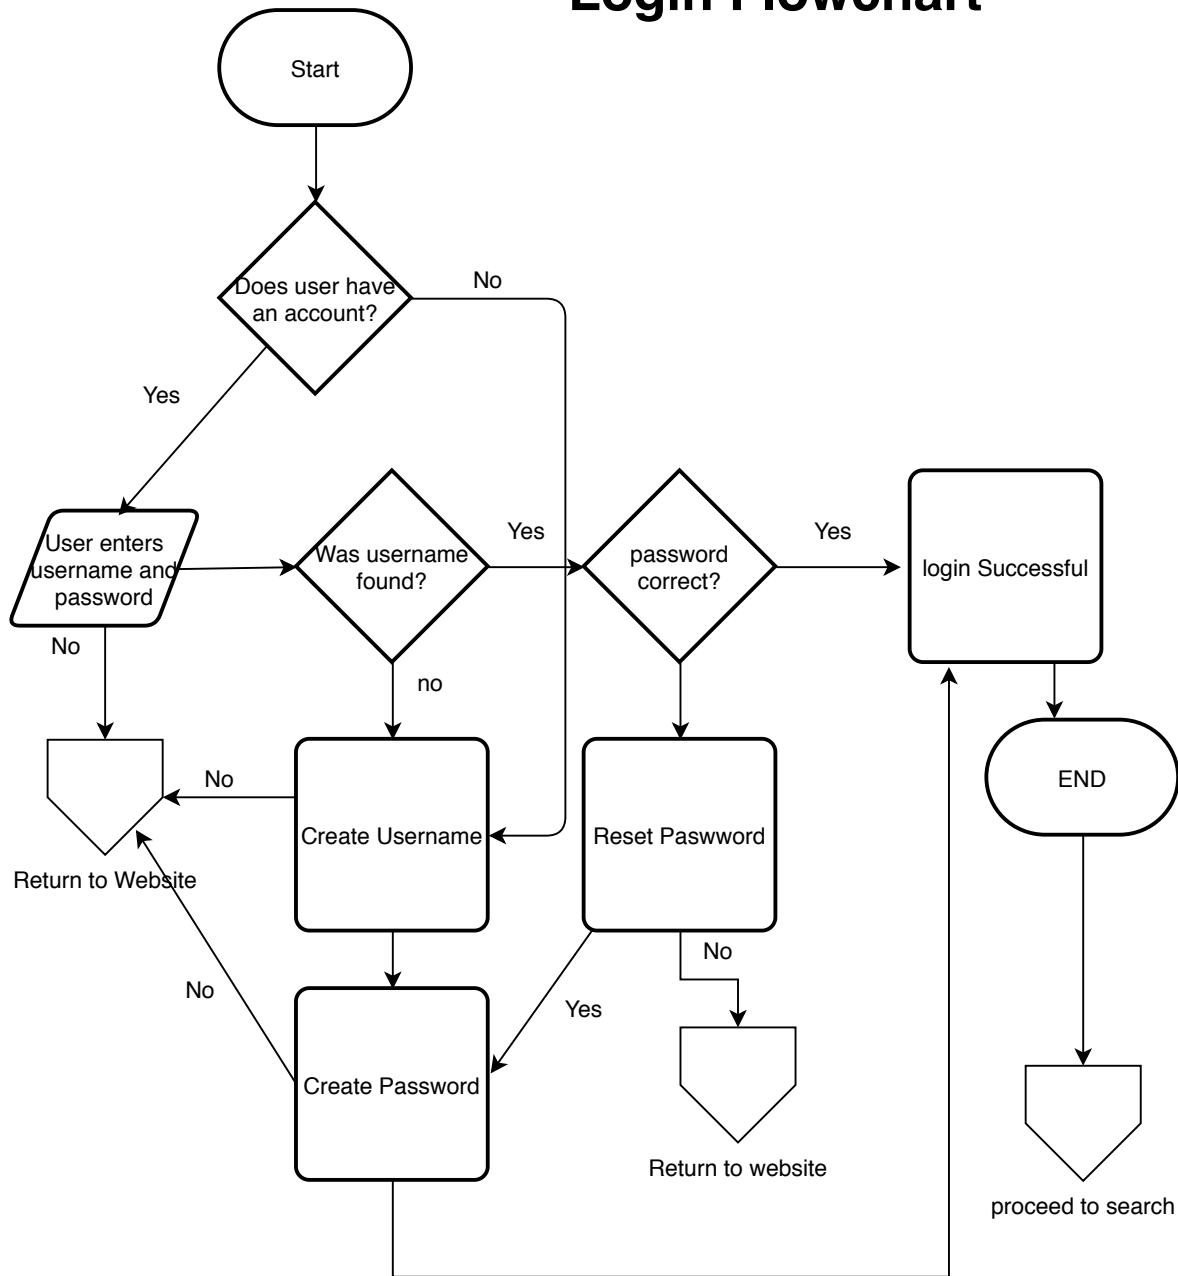 Login Flowchart
Start
Does user have
an account?
No
Yes
User enters
username and
password
Was username
found?
Yes
password
correct?
Yes
login Successful
No
no
No
Create Username
Reset Paswword
END
Return to Website
No
No
Yes
Create Password
Return to website
proceed to search